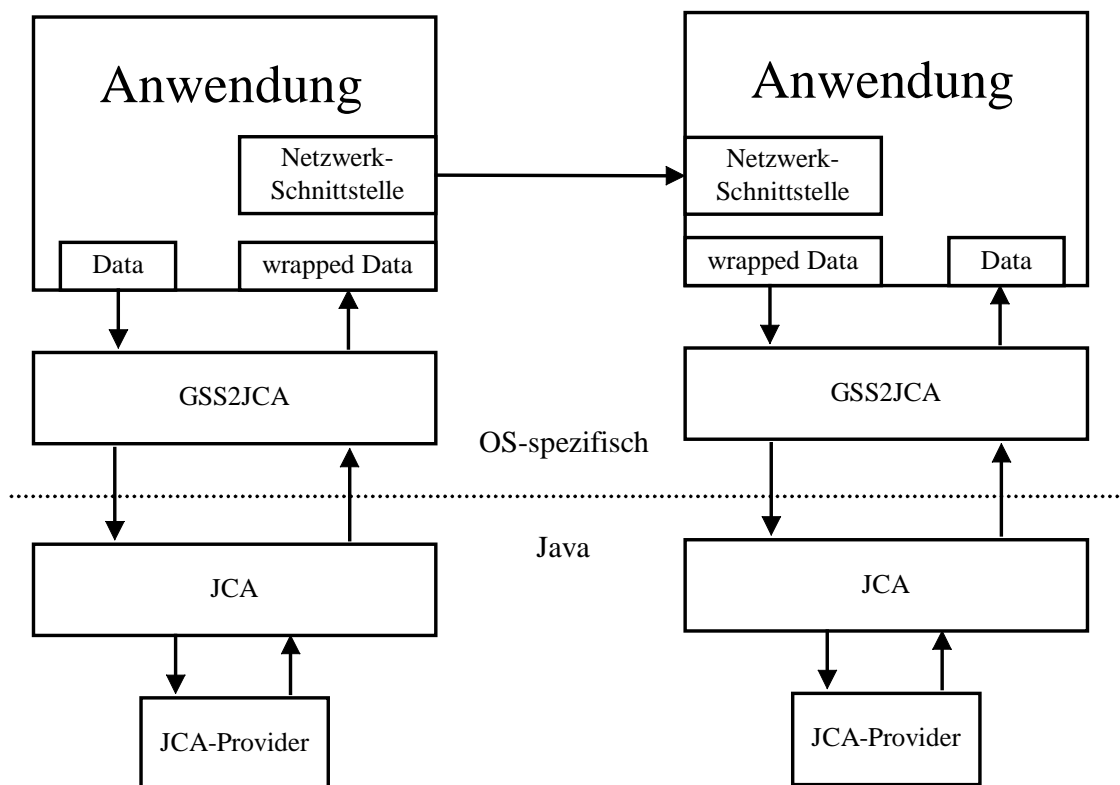 Anwendung
Netzwerk-
Schnittstelle
Data
wrapped Data
GSS2JCA
JCA
JCA-Provider
OS-spezifisch
Java
Anwendung
Netzwerk-
Schnittstelle
wrapped Data
Data
GSS2JCA
JCA
JCA-Provider